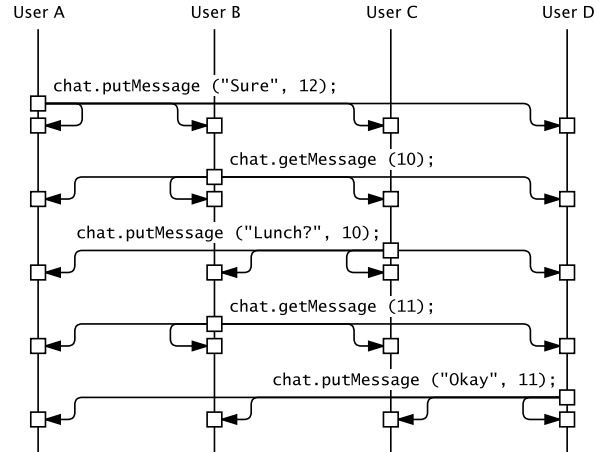 User A User B User C User D
chat.putMessage ("Sure", 12);
chat.getMessage (10);
chat.putMessage ("Lunch?", 10);
chat.getMessage (11);
chat.putMessage ("Okay", 11);